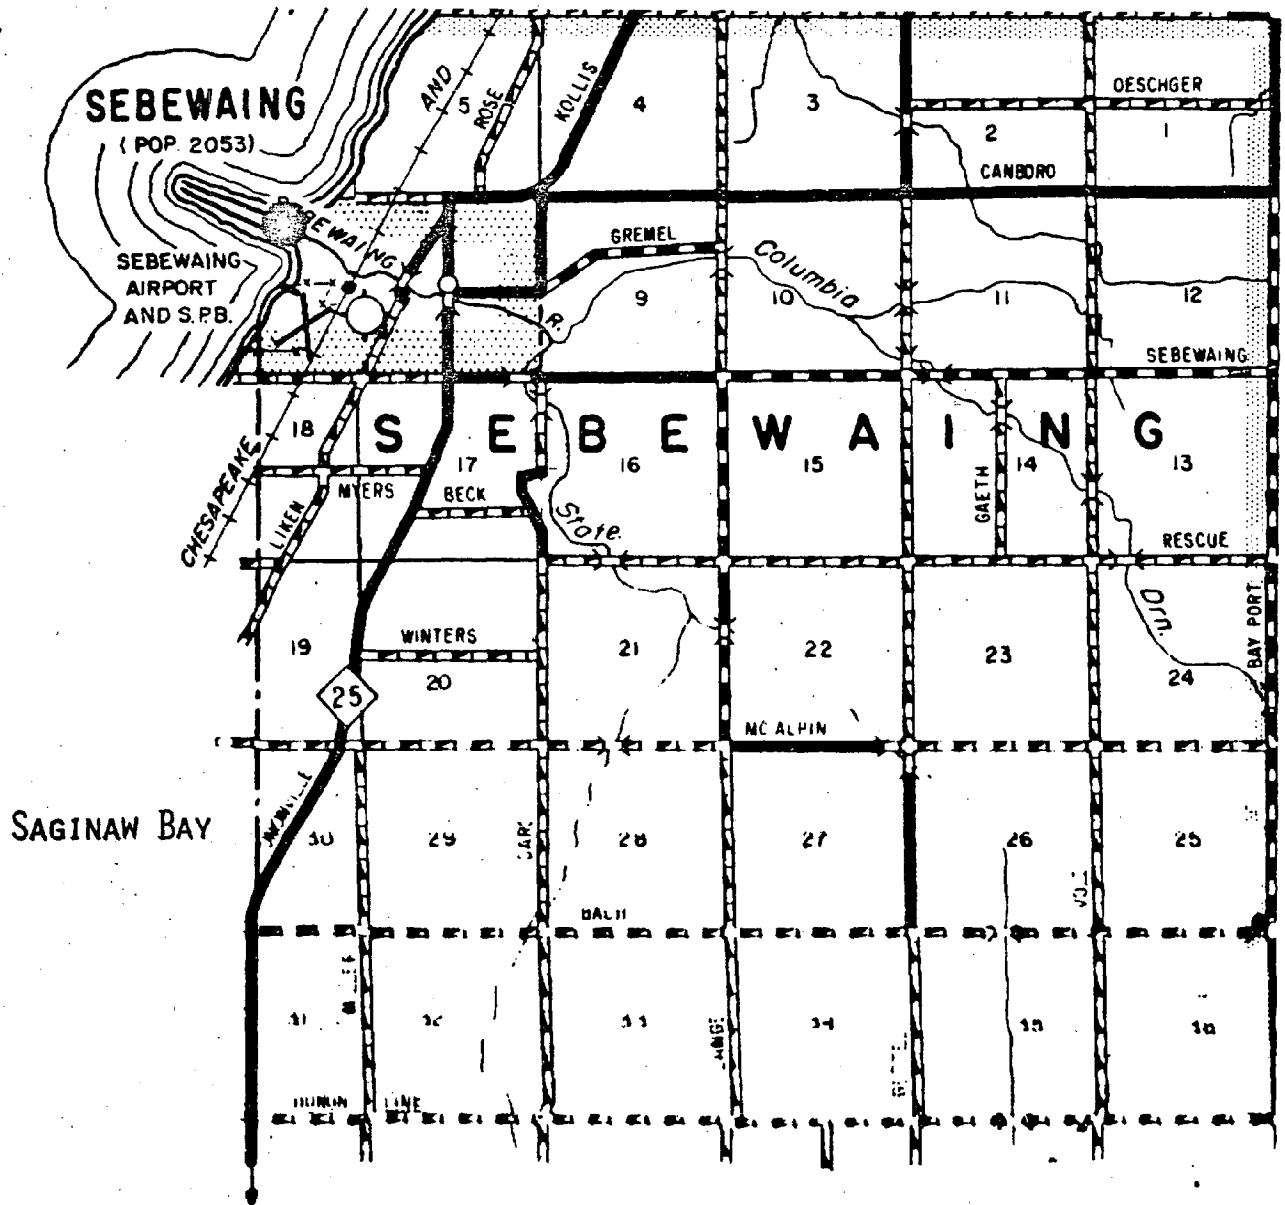 SEBEWAING
(POP. 2053)
AND
5
ROSE
KOLLIS
4
3
2
OESCHGER
1
CANBORO
GREMEL
Columbia
SEBEWAING
AIRPORT
AND S.P.B.
R.
9
10
11
12
SEBEWAING
18
SEBEWAING
17
16
15
14
13
CHESAPEAKE
LIKEN
MYERS
BECK
State.
GAETH
RESCUE
Drn.
BAY PORT
19
WINTERS
20
21
22
23
24
25
MC ALPIN
SAGINAW BAY
30
29
28
27
26
25
BACH
LINE